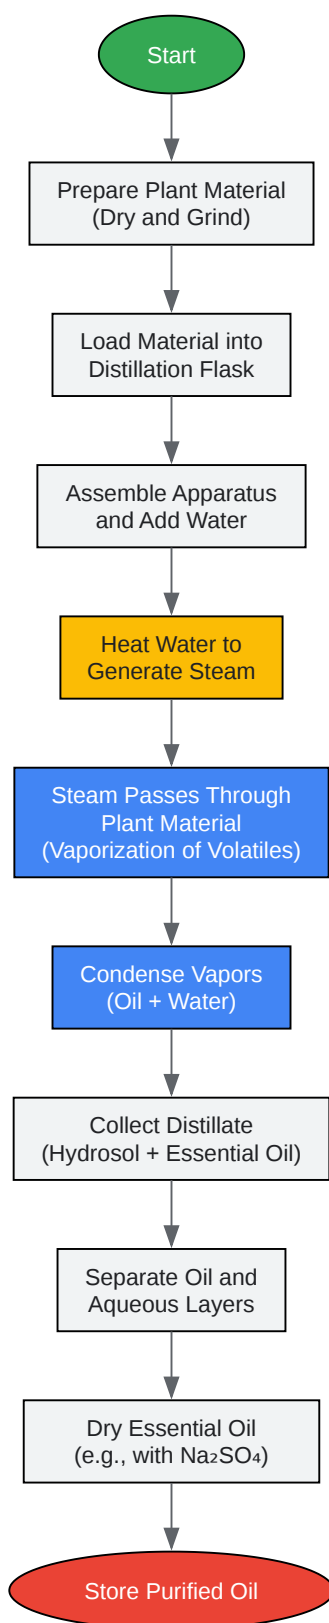 Start
Prepare Plant Material
(Dry and Grind)
Load Material into
Distillation Flask
Assemble Apparatus
and Add Water
Heat Water to
Generate Steam
Steam Passes Through
Plant Material
(Vaporization of Volatiles)
Condense Vapors
(Oil + Water)
Collect Distillate
(Hydrosol + Essential Oil)
Separate Oil and
Aqueous Layers
Dry Essential Oil
(e.g., with Na₂SO₄)
Store Purified Oil